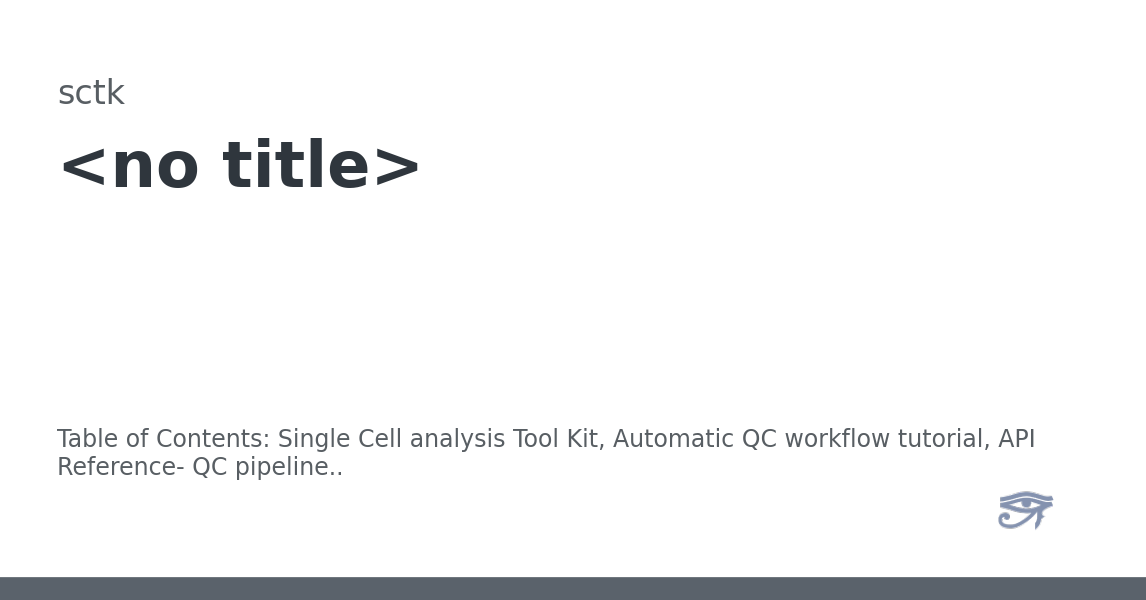 sctk
<no title>
Table of Contents: Single Cell analysis Tool Kit, Automatic QC workflow tutorial, API
Reference- QC pipeline..